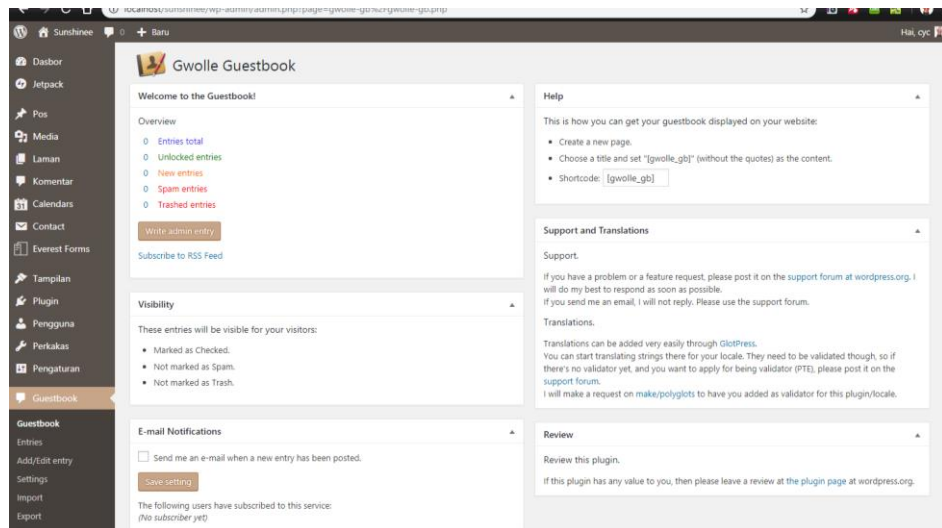 localhost/sunshinee/wp-admin/admin.php?page=gwolle-gb%2Fgwolle-gb.php
Sunshinee 0 + Baru
Hai, cyc
Dasbor
Jetpack
Pos
Media
Laman
Komentar
Calendars
Contact
Everest Forms
Tampilan
Plugin
Pengguna
Perkakas
Pengaturan
Guestbook
Guestbook
Entries
Add/Edit entry
Settings
Import
Export
Gwolle Guestbook
Welcome to the Guestbook!
Overview
0 Entries total
0 Unlocked entries
0 New entries
0 Spam entries
0 Trashed entries
Write admin entry
Subscribe to RSS Feed
Visibility
These entries will be visible for your visitors:
• Marked as Checked.
• Not marked as Spam.
• Not marked as Trash.
E-mail Notifications
Send me an e-mail when a new entry has been posted.
Save setting
The following users have subscribed to this service:
(No subscriber yet)
Help
This is how you can get your guestbook displayed on your website:
• Create a new page.
• Choose a title and set "[gwolle_gb]" (without the quotes) as the content.
• Shortcode: [gwolle_gb]
Support and Translations
Support.
If you have a problem or a feature request, please post it on the support forum at wordpress.org. I
will do my best to respond as soon as possible.
If you send me an email, I will not reply. Please use the support forum.
Translations.
Translations can be added very easily through GlotPress.
You can start translating strings there for your locale. They need to be validated though, so if
there's no validator yet, and you want to apply for being validator (PTE), please post it on the
support forum.
I will make a request on make/polyglots to have you added as validator for this plugin/locale.
Review
Review this plugin.
If this plugin has any value to you, then please leave a review at the plugin page at wordpress.org.